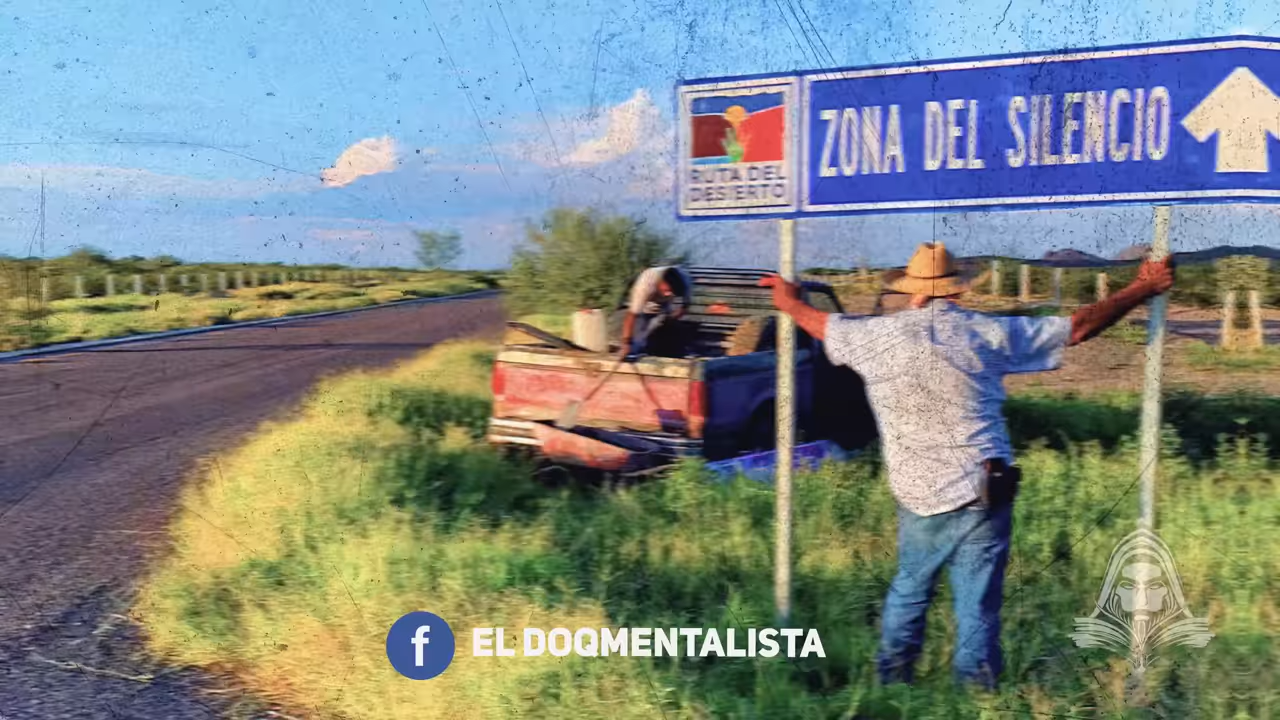 ZONA DEL SILENCIO
RUTA DEL
DESIERTO
f EL DOQMENTALISTA